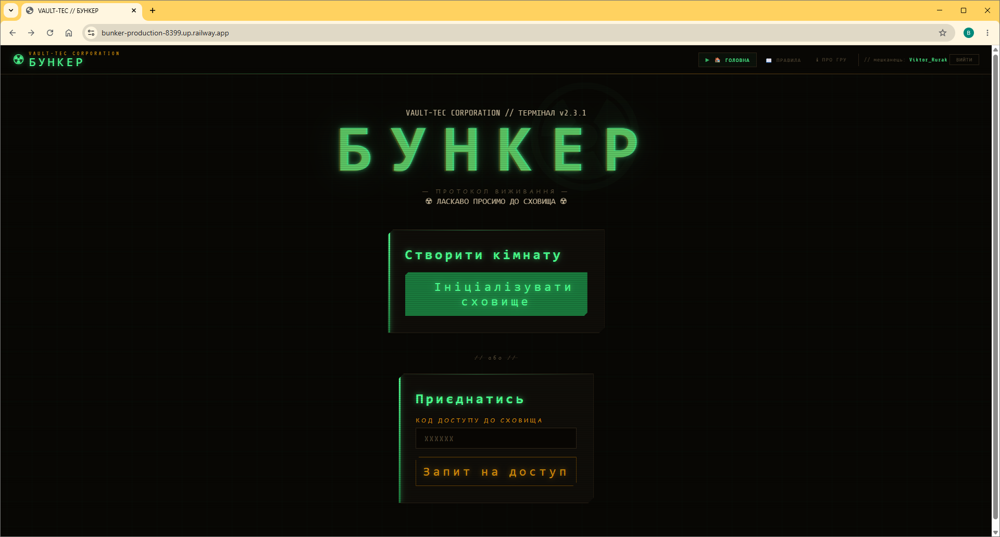 VAULT-TEC // БУНКЕР
bunker-production-8399.up.railway.app
B
VAULT-TEC CORPORATION
БУНКЕР
ГОЛОВНА
ПРАВИЛА
ПРО ГРУ
// мешканець: Viktor_Rurak
ВИЙТИ
VAULT-TEC CORPORATION // ТЕРМІНАЛ v2.3.1
БУНКЕР
— ПРОТОКОЛ ВИЖИВАННЯ —
☢ ЛАСКАВО ПРОСИМО ДО СХОВИЩА ☢
Створити кімнату
Ініціалізувати
сховище
// або //
Приєднатись
КОД ДОСТУПУ ДО СХОВИЩА
XXXXXX
Запит на доступ